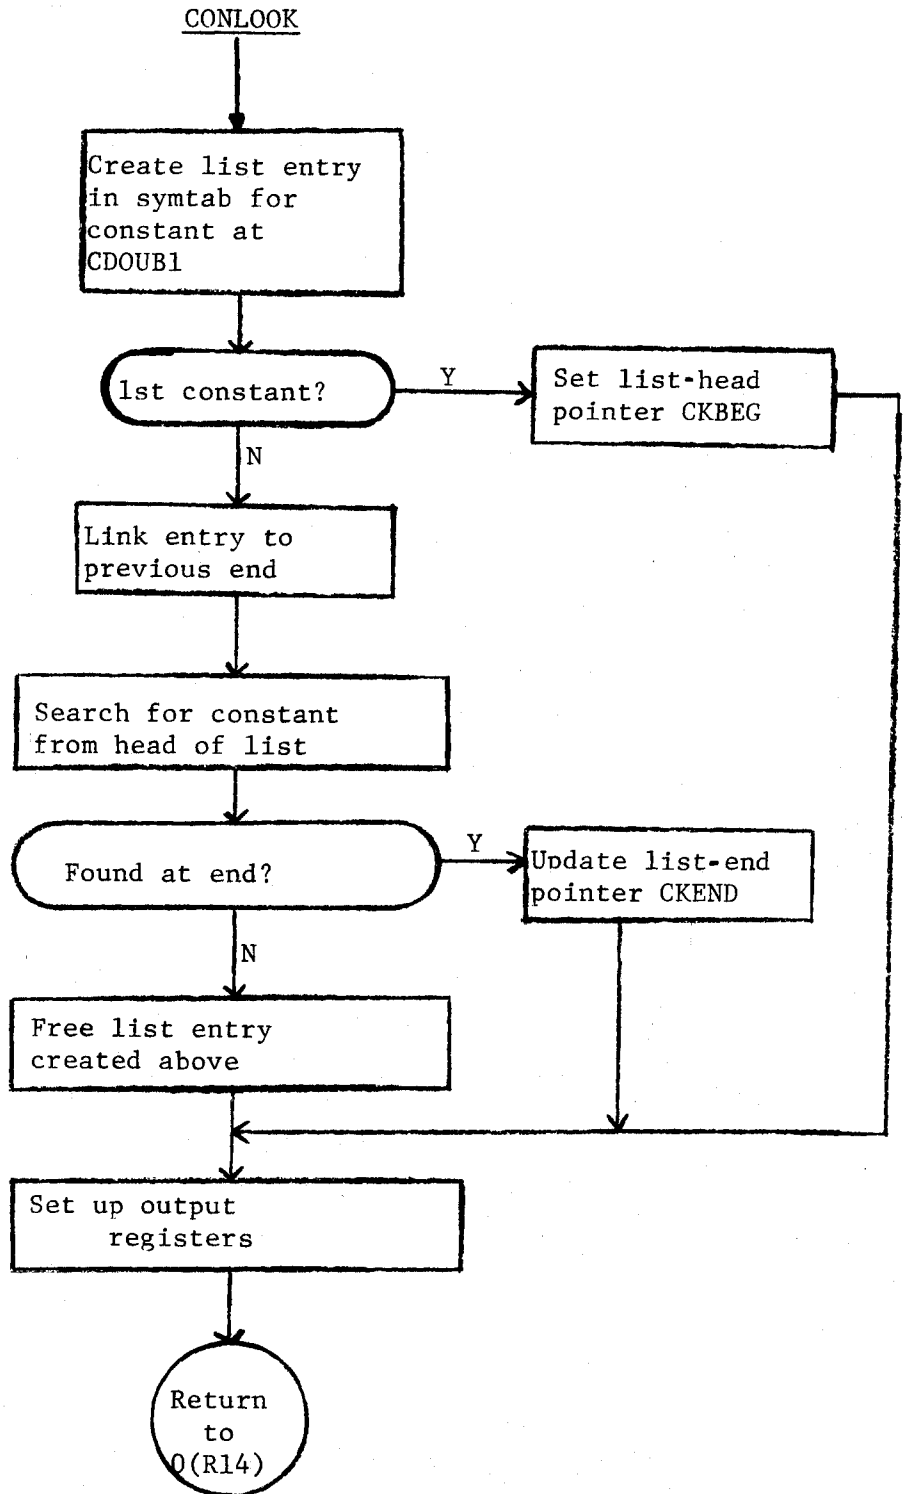 CONLOOK
Create list entry
in symtab for
constant at
CDOUB1
1st constant?
Y
Set list-head
pointer CKBEG
N
Link entry to
previous end
Search for constant
from head of list
Found at end?
Y
Update list-end
pointer CKEND
N
Free list entry
created above
Set up output
registers
Return
to
0(R14)